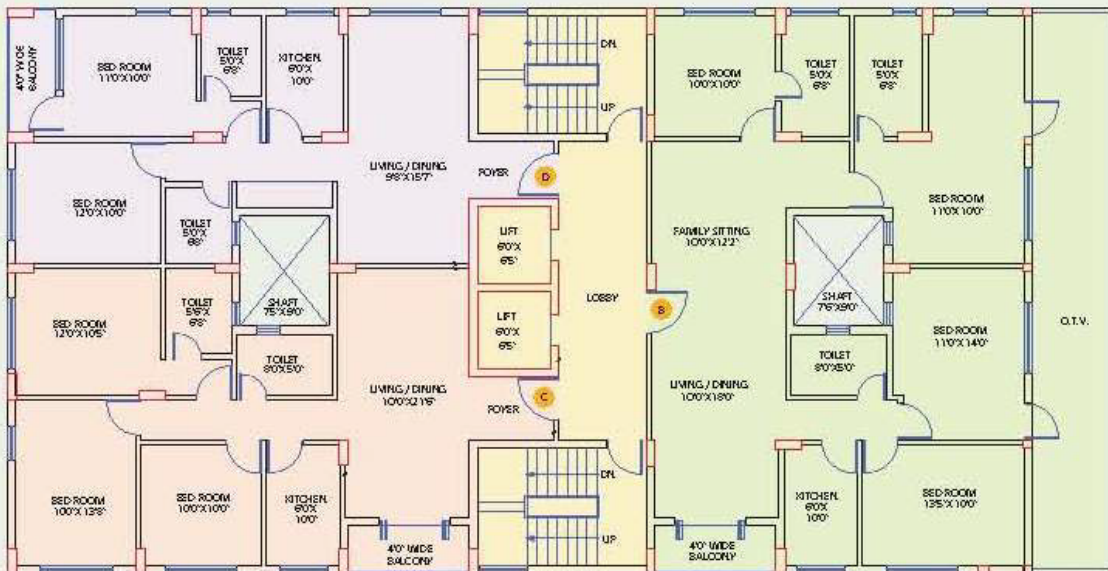 4'0" WIDE
BALCONY
BED ROOM
11'0"X10'0"
TOILET
5'0"X
6'8"
KITCHEN
6'0"X
10'0"
DN.
UP
BED ROOM
10'0"X10'0"
TOILET
5'0"X
6'8"
TOILET
5'0"X
6'8"
LIVING / DINING
9'8"X15'7"
FOYER
D
BED ROOM
12'0"X10'0"
TOILET
5'0"X
6'8"
LIFT
6'0"X
6'5"
FAMILY SITTING
10'0"X12'2"
BED ROOM
11'0"X10'0"
SHAFT
7'5"X9'0"
LOBBY
B
SHAFT
7'6"X9'0"
O.T.V.
BED ROOM
12'0"X10'5"
TOILET
5'6"X
6'8"
LIFT
6'0"X
6'5"
BED ROOM
11'0"X14'0"
TOILET
8'0"X5'0"
TOILET
8'0"X5'0"
LIVING / DINING
10'0"X21'6"
FOYER
C
LIVING / DINING
10'0"X18'0"
BED ROOM
10'0"X13'8"
BED ROOM
10'0"X10'0"
KITCHEN
6'0"X
10'0"
DN.
UP
KITCHEN
6'0"X
10'0"
BED ROOM
13'5"X10'0"
4'0" WIDE
BALCONY
4'0" WIDE
BALCONY